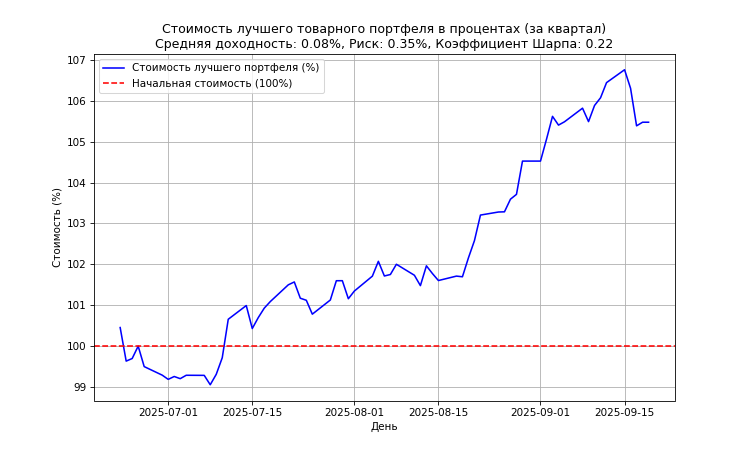 Стоимость лучшего товарного портфеля в процентах (за квартал)
Средняя доходность: 0.08%, Риск: 0.35%, Коэффициент Шарпа: 0.22
Стоимость лучшего портфеля (%)
Начальная стоимость (100%)
Стоимость (%)
107
106
105
104
103
102
101
100
99
2025-07-01
2025-07-15
2025-08-01
2025-08-15
2025-09-01
2025-09-15
День